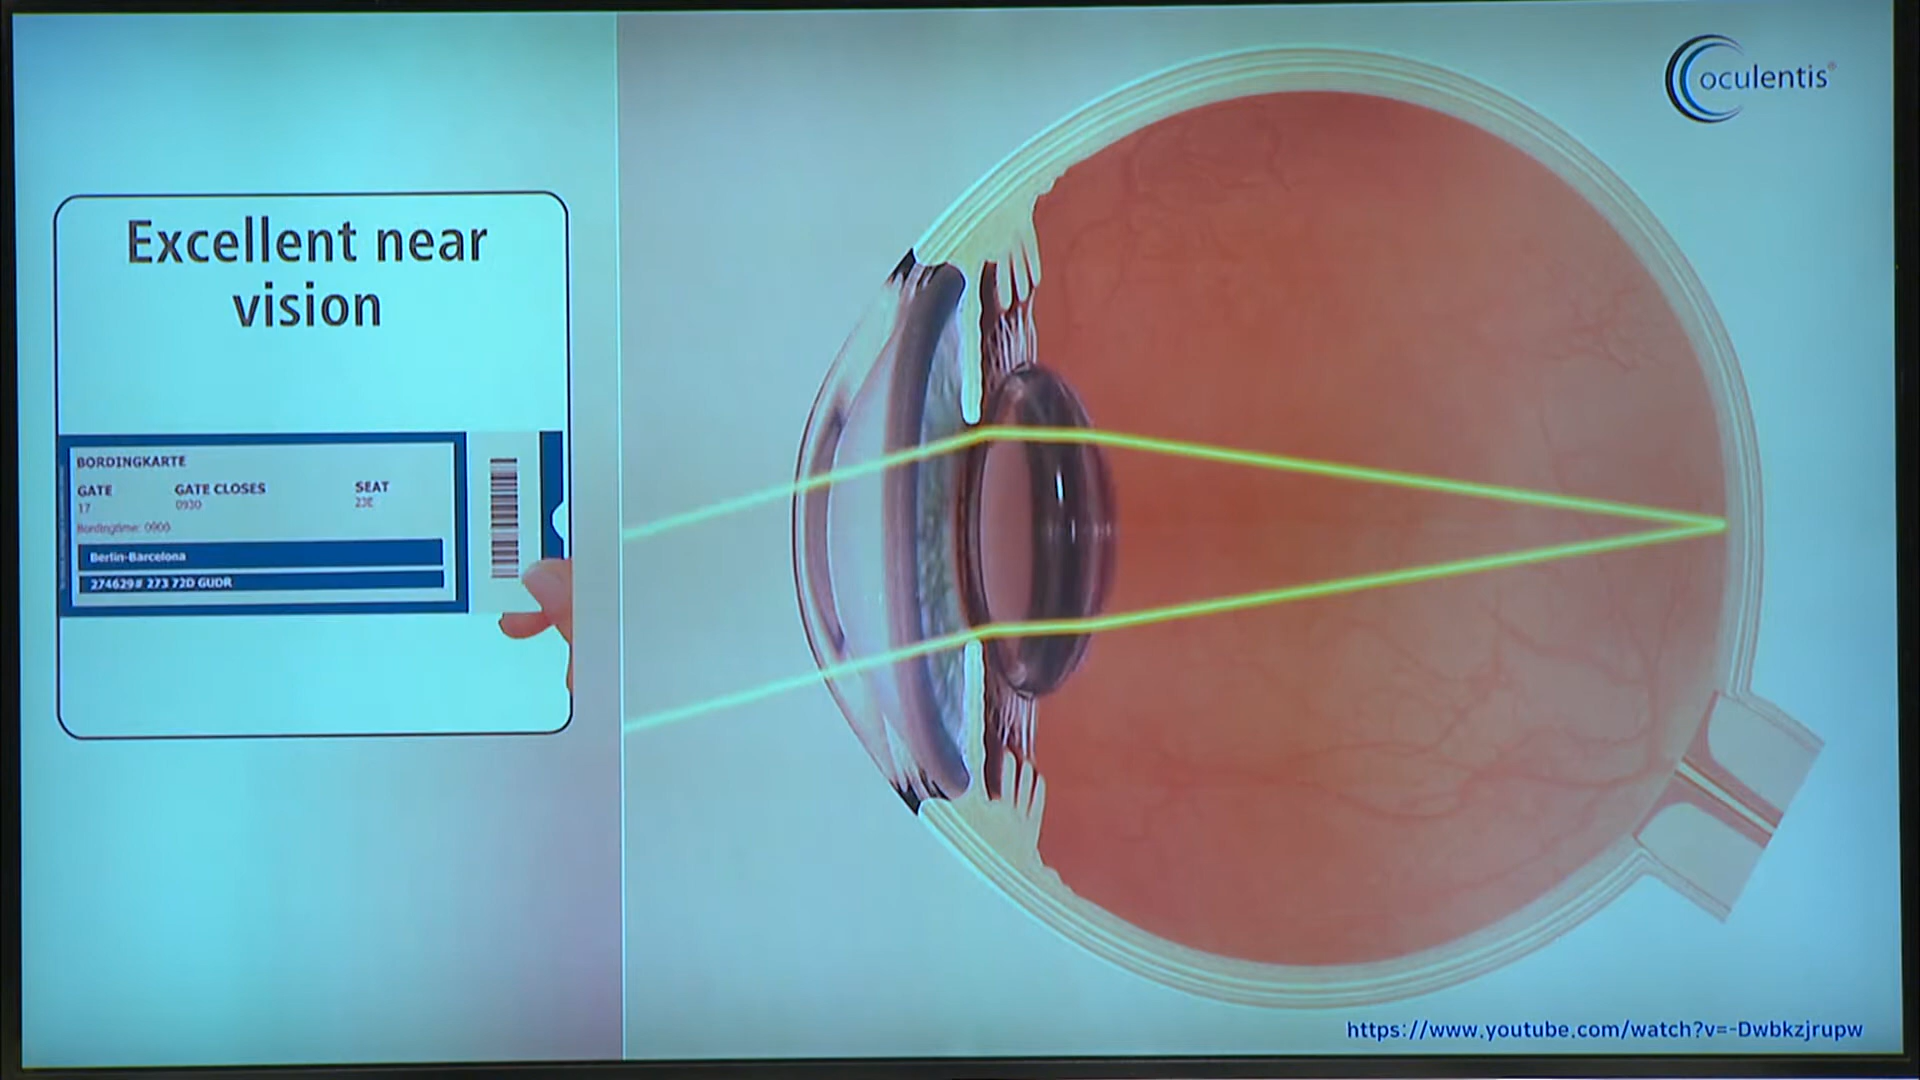 oculentis®
Excellent near
vision
BORDINGKARTE
GATE
GATE CLOSES
SEAT
17
0930
23E
Bordingtime: 0900
Berlin-Barcelona
274629# 273 72D GUDR
https://www.youtube.com/watch?v=-Dwbkzjrupw